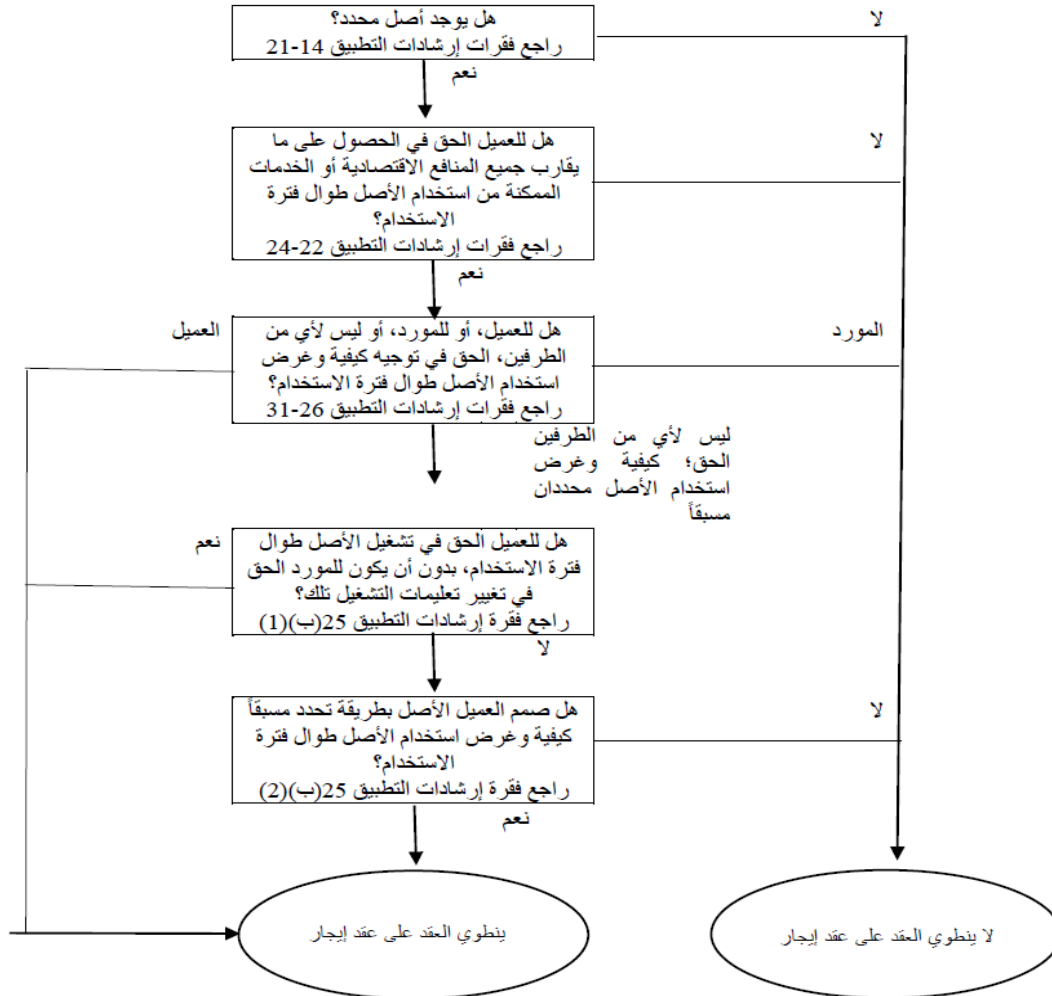 هل يوجد أصل محدد؟
راجع فقرات إرشادات التطبيق 14-21
لا
نعم
هل للعميل الحق في الحصول على ما
يقارب جميع المنافع الاقتصادية أو الخدمات
الممكنة من استخدام الأصل طوال فترة
الاستخدام؟
راجع فقرات إرشادات التطبيق 22-24
لا
نعم
المورد
هل للعميل، أو للمورد، أو ليس لأي من
الطرفين، الحق في توجيه كيفية وغرض
استخدام الأصل طوال فترة الاستخدام؟
راجع فقرات إرشادات التطبيق 26-31
العميل
ليس لأي من الطرفين
الحق؛ كيفية وغرض
استخدام الأصل محددان
مسبقاً
هل للعميل الحق في تشغيل الأصل طوال
فترة الاستخدام، بدون أن يكون للمورد الحق
في تغيير تعليمات التشغيل تلك؟
راجع فقرة إرشادات التطبيق 25(ب)(1)
نعم
لا
هل صمم العميل الأصل بطريقة تحدد مسبقاً
كيفية وغرض استخدام الأصل طوال فترة
الاستخدام؟
راجع فقرة إرشادات التطبيق 25(ب)(2)
لا
نعم
لا ينطوي العقد على عقد إيجار
ينطوي العقد على عقد إيجار